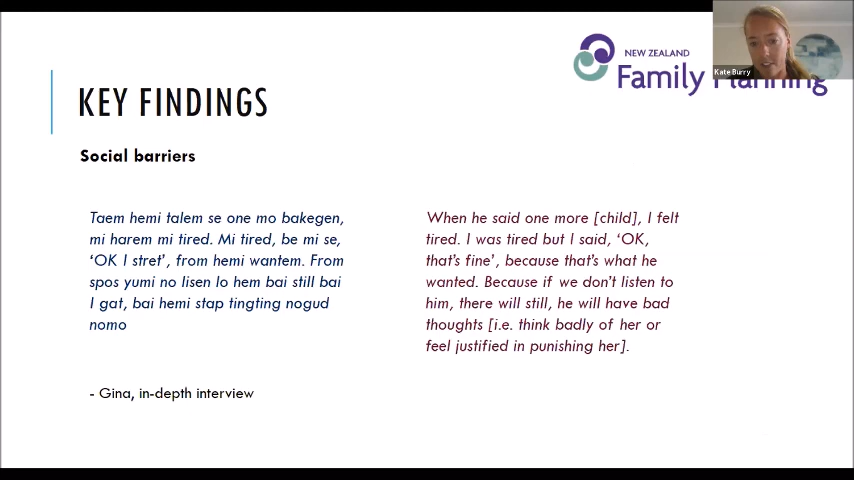 NEW ZEALAND
Family Planning
Kate Burry
KEY FINDINGS
Social barriers
Taem hemi talem se one mo bakegen,
mi harem mi tired. Mi tired, be mi se,
‘OK I stret’, from hemi wantem. From
spos yumi no lisen lo hem bai still bai
I gat, bai hemi stap tingting nogud
nomo
- Gina, in-depth interview
When he said one more [child], I felt
tired. I was tired but I said, ‘OK,
that’s fine’, because that’s what he
wanted. Because if we don’t listen to
him, there will still, he will have bad
thoughts [i.e. think badly of her or
feel justified in punishing her].